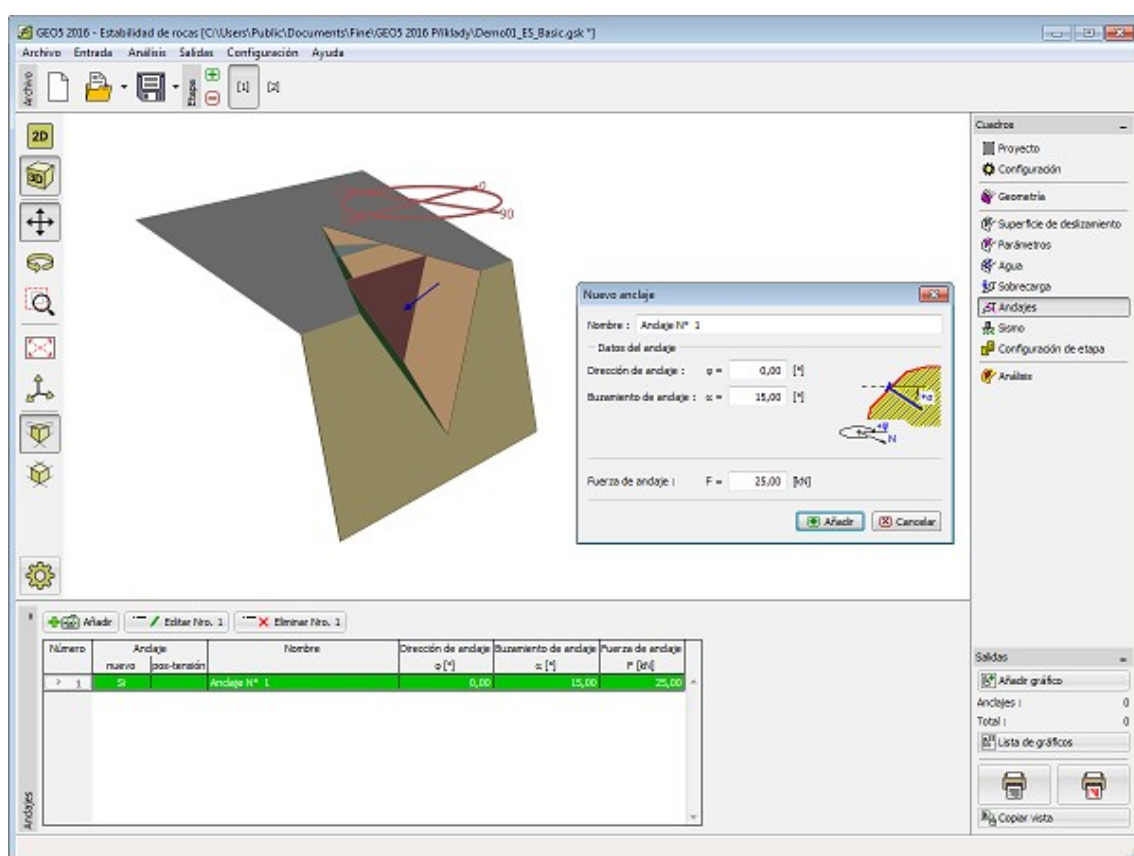 GEO5 2016 - Estabilidad de rocas [C:\Users\Public\Documents\Fine\GEO5 2016 Příklady\Demo01_ES_Basic.gsk *]
Archivo Entrada Análisis Salidas Configuración Ayuda
Archivo
Etapa
[1] [2]
2D
3D
0
90
Cuadros
Proyecto
Configuración
Geometría
Superficie de deslizamiento
Parámetros
Agua
Sobrecarga
Anclajes
Sismo
Configuración de etapa
Análisis
Nuevo anclaje
Nombre : Anclaje N° 1
Datos del anclaje
Dirección de anclaje : φ = 0,00 [°]
Buzamiento de anclaje : α = 15,00 [°]
+α
+φ
N
Fuerza de anclaje : F = 25,00 [kN]
Añadir Cancelar
Añadir Editar Nro. 1 Eliminar Nro. 1
Número Anclaje Nombre Dirección de anclaje Buzamiento de anclaje Fuerza de anclaje
nuevo pos-tensión φ [°] α [°] F [kN]
1 Si Anclaje N° 1 0,00 15,00 25,00
Anclajes
Salidas
Añadir gráfico
Anclajes : 0
Total : 0
Lista de gráficos
Copiar vista